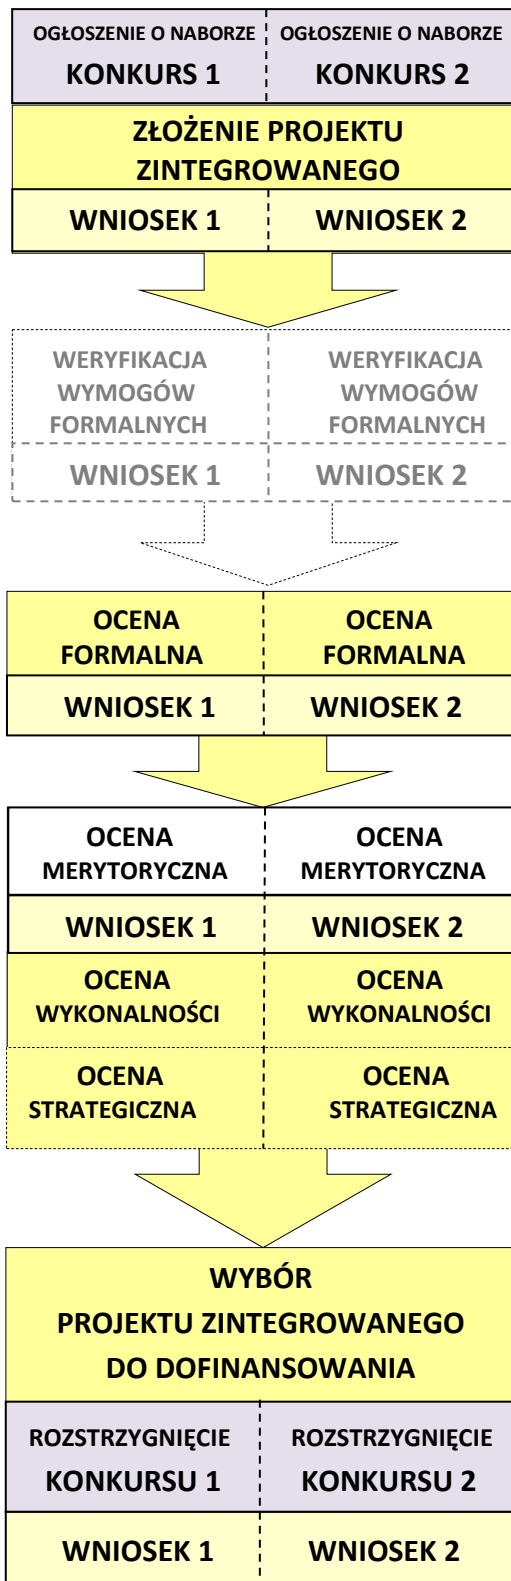 OGŁOSZENIE O NABORZE OGŁOSZENIE O NABORZE
KONKURS 1 KONKURS 2
ZŁOŻENIE PROJEKTU
ZINTEGROWANEGO
WNIOSEK 1 WNIOSEK 2
WERYFIKACJA WERYFIKACJA
WYMOGÓW WYMOGÓW
FORMALNYCH FORMALNYCH
WNIOSEK 1 WNIOSEK 2
OCENA OCENA
FORMALNA FORMALNA
WNIOSEK 1 WNIOSEK 2
OCENA OCENA
MERYTORYCZNA MERYTORYCZNA
WNIOSEK 1 WNIOSEK 2
OCENA OCENA
WYKONALNOŚCI WYKONALNOŚCI
OCENA OCENA
STRATEGICZNA STRATEGICZNA
WYBÓR
PROJEKTU ZINTEGROWANEGO
DO DOFINANSOWANIA
ROZSTRZYGNIĘCIE ROZSTRZYGNIĘCIE
KONKURSU 1 KONKURSU 2
WNIOSEK 1 WNIOSEK 2